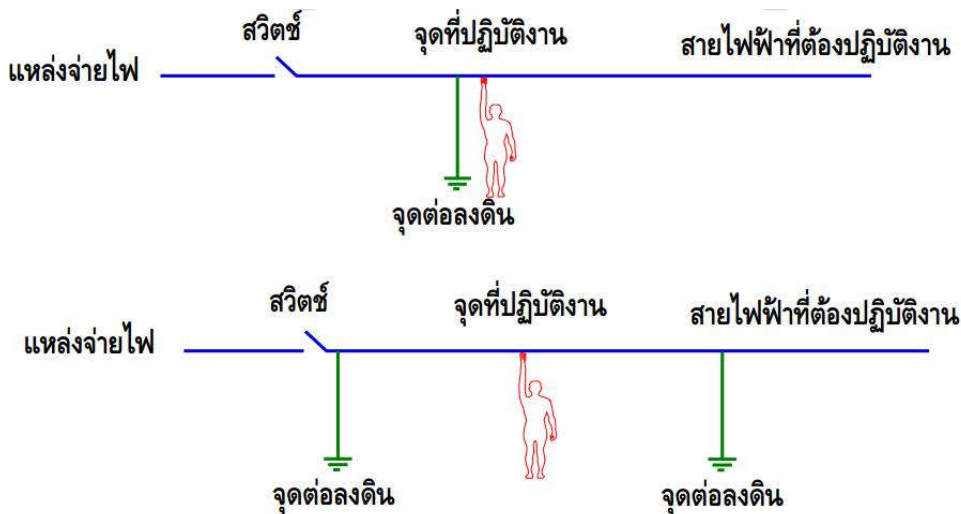 สวิตช์
จุดที่ปฏิบัติงาน
สายไฟฟ้าที่ต้องปฏิบัติงาน
แหล่งจ่ายไฟ
จุดต่อลงดิน
สวิตช์
จุดที่ปฏิบัติงาน
สายไฟฟ้าที่ต้องปฏิบัติงาน
แหล่งจ่ายไฟ
จุดต่อลงดิน
จุดต่อลงดิน